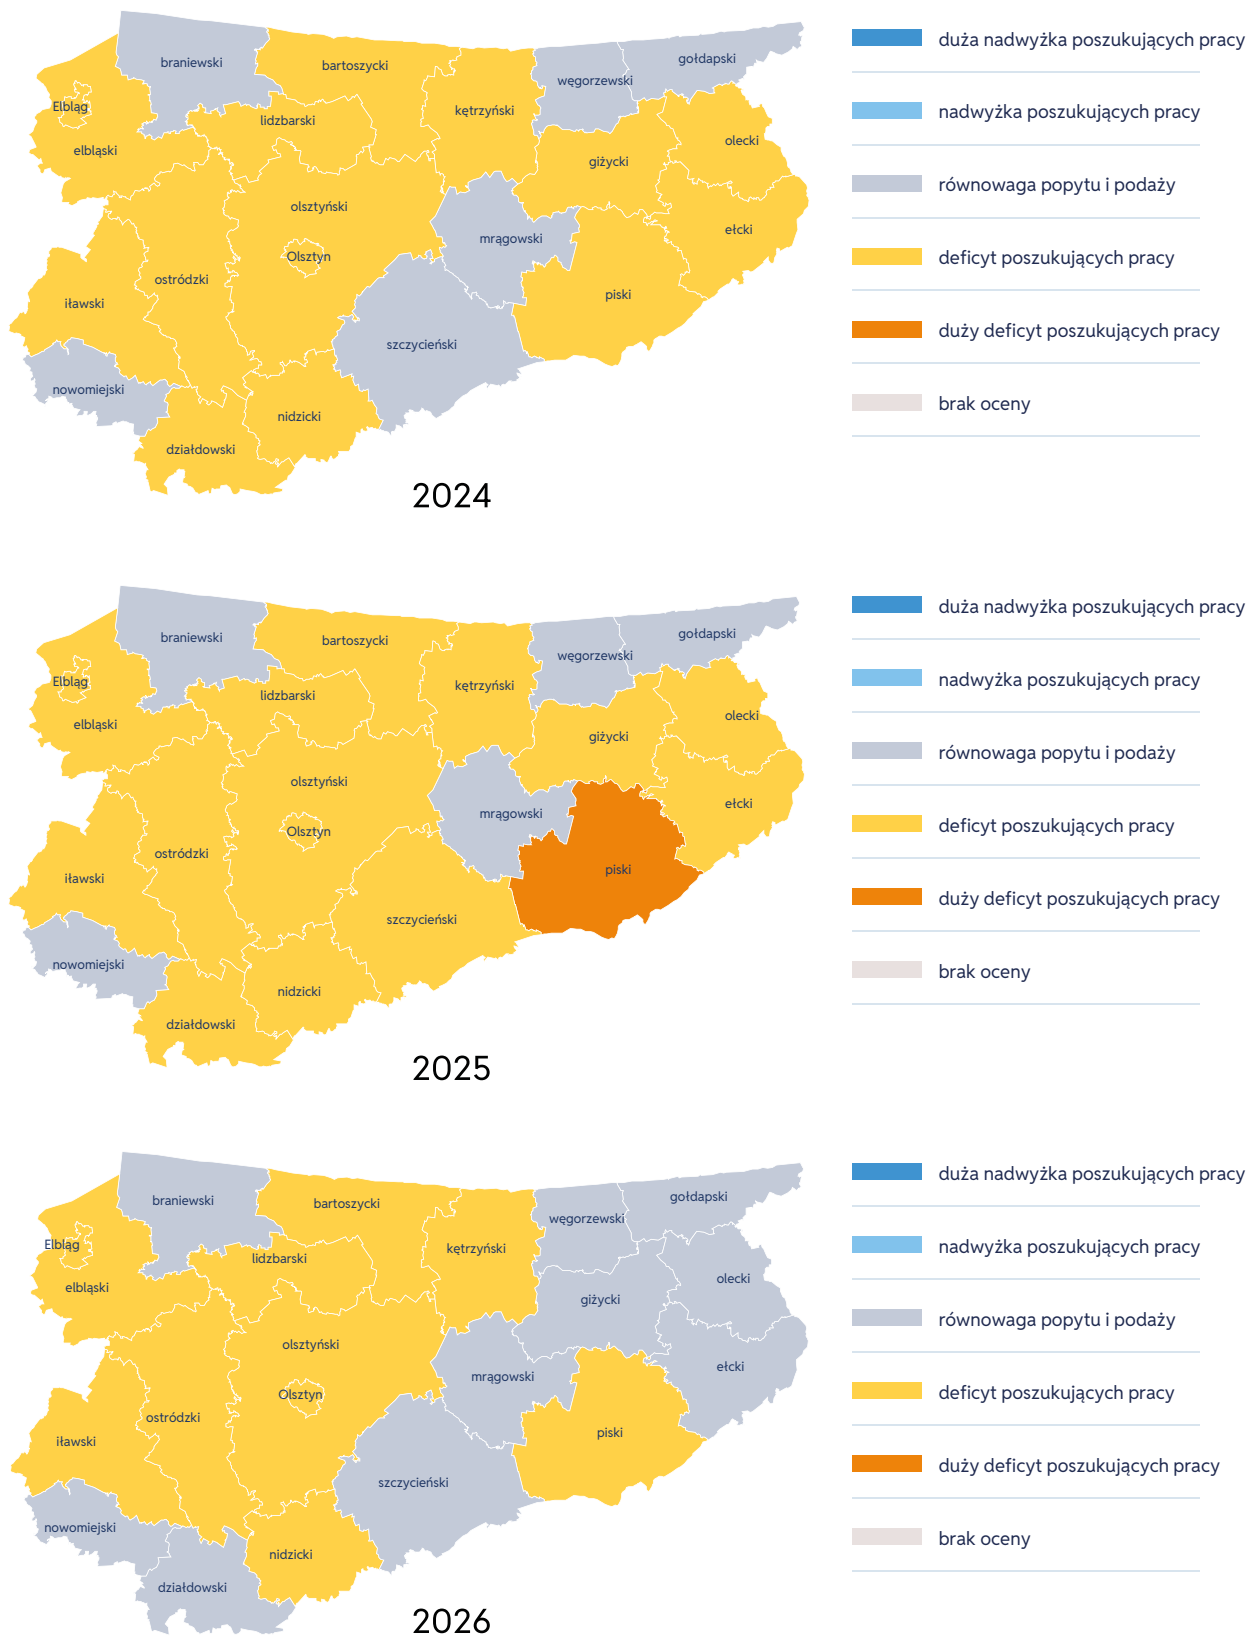 braniewski
gołdapski
bartoszycki
węgorzewski
Elbląg
kętrzyński
lidzbarski
olecki
elbląski
giżycki
olsztyński
ełcki
mrągowski
Olsztyn
ostródzki
piski
iławski
szczycieński
nowomiejski
nidzicki
działdowski
2024
duża nadwyżka poszukujących pracy
nadwyżka poszukujących pracy
równowaga popytu i podaży
deficyt poszukujących pracy
duży deficyt poszukujących pracy
brak oceny
braniewski
gołdapski
bartoszycki
węgorzewski
Elbląg
kętrzyński
lidzbarski
olecki
elbląski
giżycki
olsztyński
ełcki
mrągowski
Olsztyn
ostródzki
piski
iławski
szczycieński
nowomiejski
nidzicki
działdowski
2025
duża nadwyżka poszukujących pracy
nadwyżka poszukujących pracy
równowaga popytu i podaży
deficyt poszukujących pracy
duży deficyt poszukujących pracy
brak oceny
braniewski
gołdapski
bartoszycki
węgorzewski
Elbląg
kętrzyński
lidzbarski
olecki
elbląski
giżycki
olsztyński
ełcki
mrągowski
Olsztyn
ostródzki
piski
iławski
szczycieński
nowomiejski
nidzicki
działdowski
2026
duża nadwyżka poszukujących pracy
nadwyżka poszukujących pracy
równowaga popytu i podaży
deficyt poszukujących pracy
duży deficyt poszukujących pracy
brak oceny